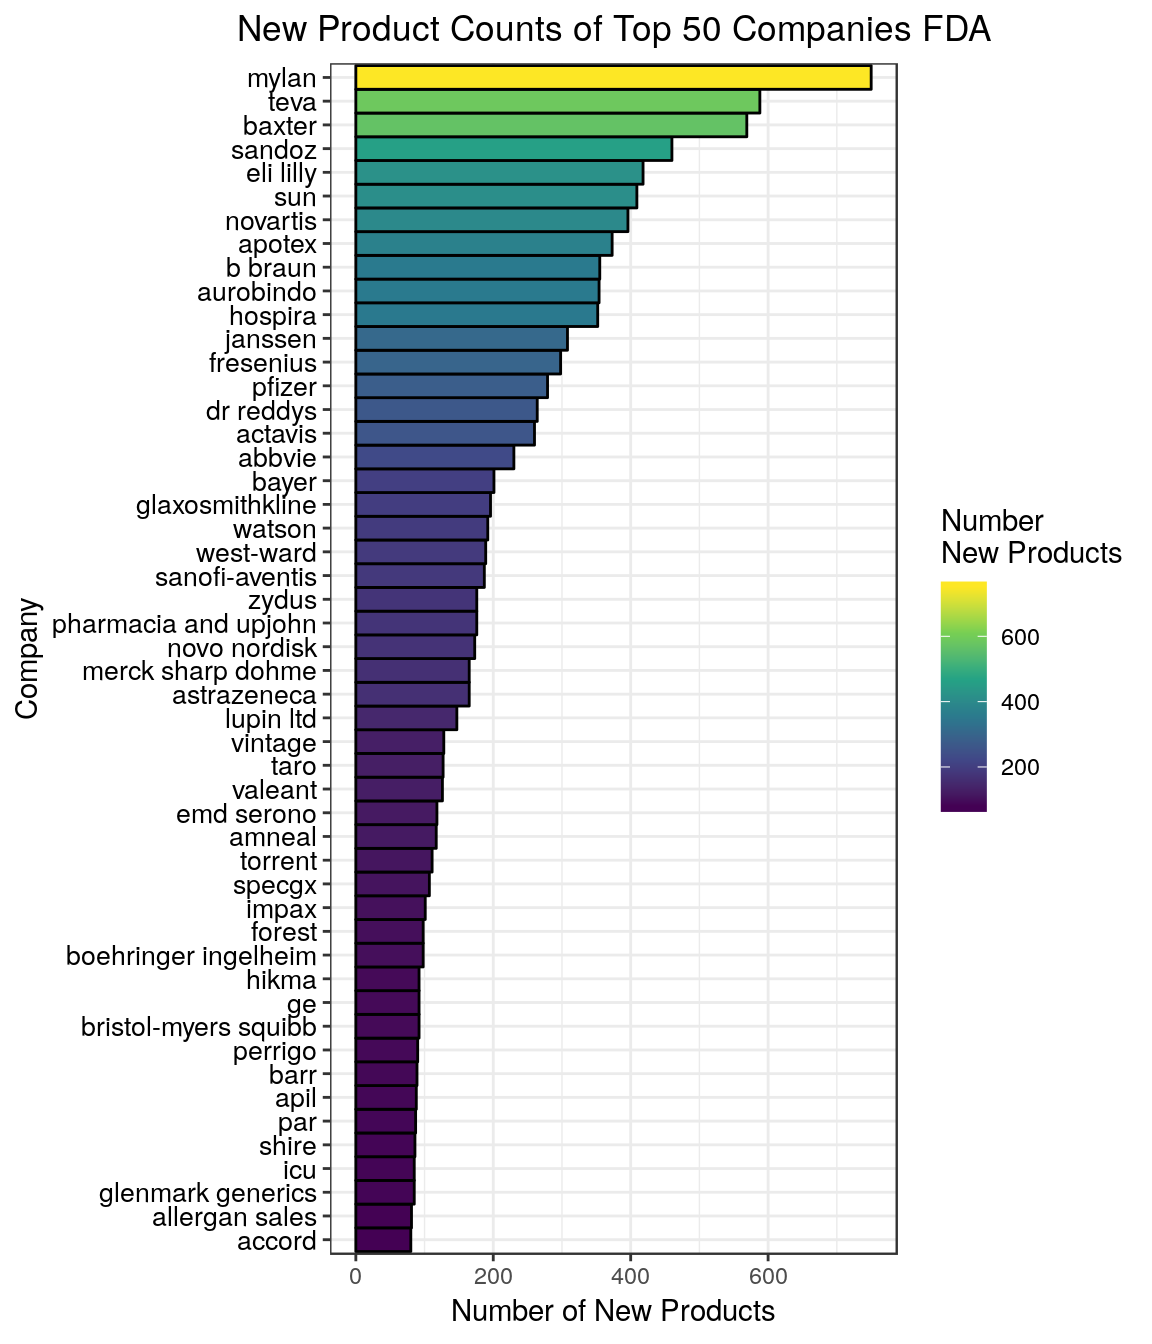 New Product Counts of Top 50 Companies FDA
mylan
teva
baxter
sandoz
eli lilly
sun
novartis
apotex
b braun
aurobindo
hospira
janssen
fresenius
pfizer
dr reddys
actavis
abbvie
bayer
glaxosmithkline
watson
west-ward
sanofi-aventis
zydus
pharmacia and upjohn
novo nordisk
merck sharp dohme
astrazeneca
lupin ltd
vintage
taro
valeant
emd serono
amneal
torrent
specgx
impax
forest
boehringer ingelheim
hikma
ge
bristol-myers squibb
perrigo
barr
apil
par
shire
icu
glenmark generics
allergan sales
accord
Company
0 200 400 600
Number of New Products
Number
New Products
600
400
200